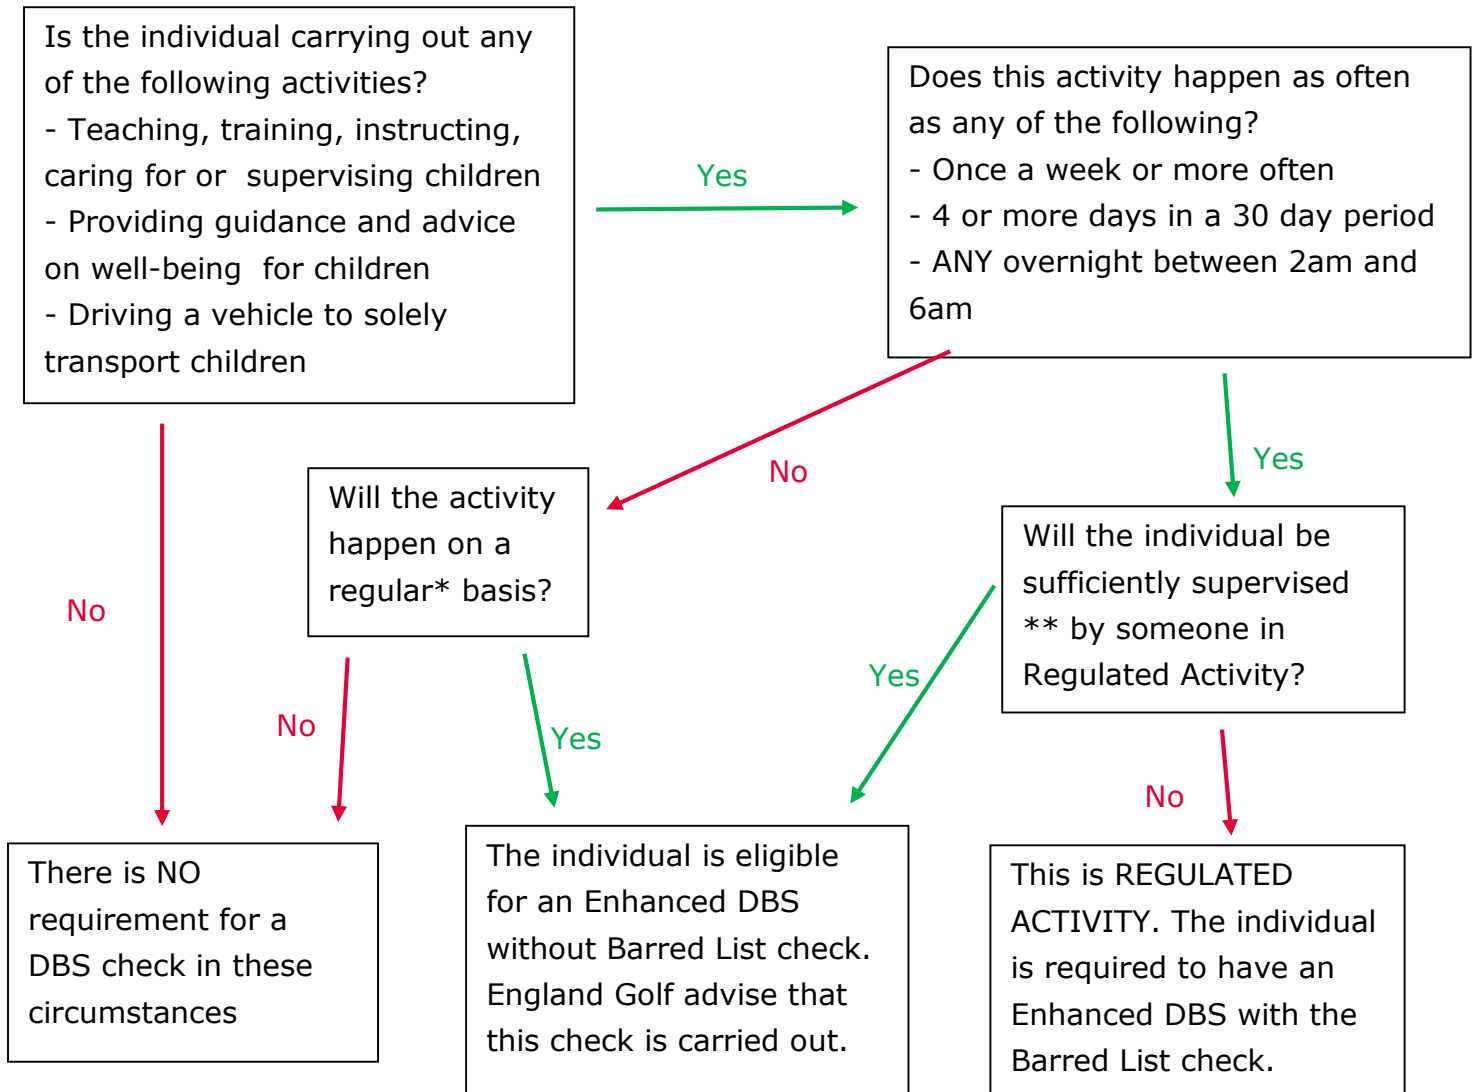 Is the individual carrying out any
of the following activities?
- Teaching, training, instructing,
caring for or  supervising children
- Providing guidance and advice
on well-being  for children
- Driving a vehicle to solely
transport children
Yes
Does this activity happen as often
as any of the following?
- Once a week or more often
- 4 or more days in a 30 day period
- ANY overnight between 2am and
6am
No
No
Yes
Will the activity
happen on a
regular* basis?
Will the individual be
sufficiently supervised
** by someone in
Regulated Activity?
No
Yes
Yes
No
There is NO
requirement for a
DBS check in these
circumstances
The individual is eligible
for an Enhanced DBS
without Barred List check.
England Golf advise that
this check is carried out.
This is REGULATED
ACTIVITY. The individual
is required to have an
Enhanced DBS with the
Barred List check.